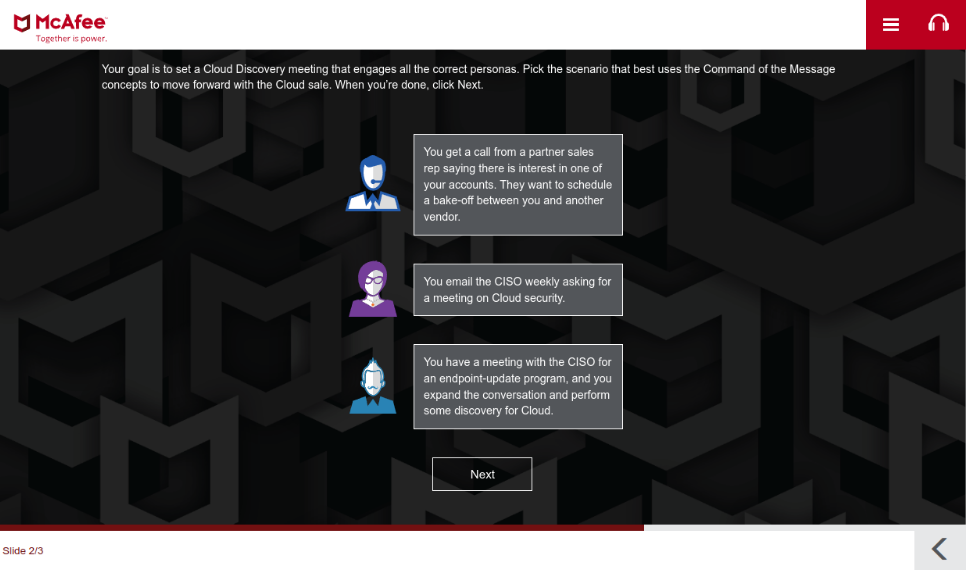 McAfee™
Together is power.
Your goal is to set a Cloud Discovery meeting that engages all the correct personas. Pick the scenario that best uses the Command of the Message
concepts to move forward with the Cloud sale. When you're done, click Next.
You get a call from a partner sales
rep saying there is interest in one of
your accounts. They want to schedule
a bake-off between you and another
vendor.
You email the CISO weekly asking for
a meeting on Cloud security.
You have a meeting with the CISO for
an endpoint-update program, and you
expand the conversation and perform
some discovery for Cloud.
Next
Slide 2/3